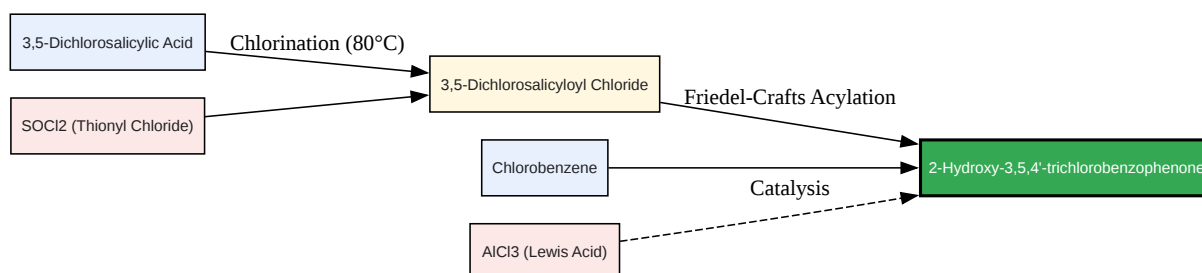 3,5-Dichlorosalicylic Acid
Chlorination (80°C)
SOCl2 (Thionyl Chloride)
3,5-Dichlorosalicyloyl Chloride
Friedel-Crafts Acylation
Chlorobenzene
2-Hydroxy-3,5,4'-trichlorobenzophenone
Catalysis
AlCl3 (Lewis Acid)